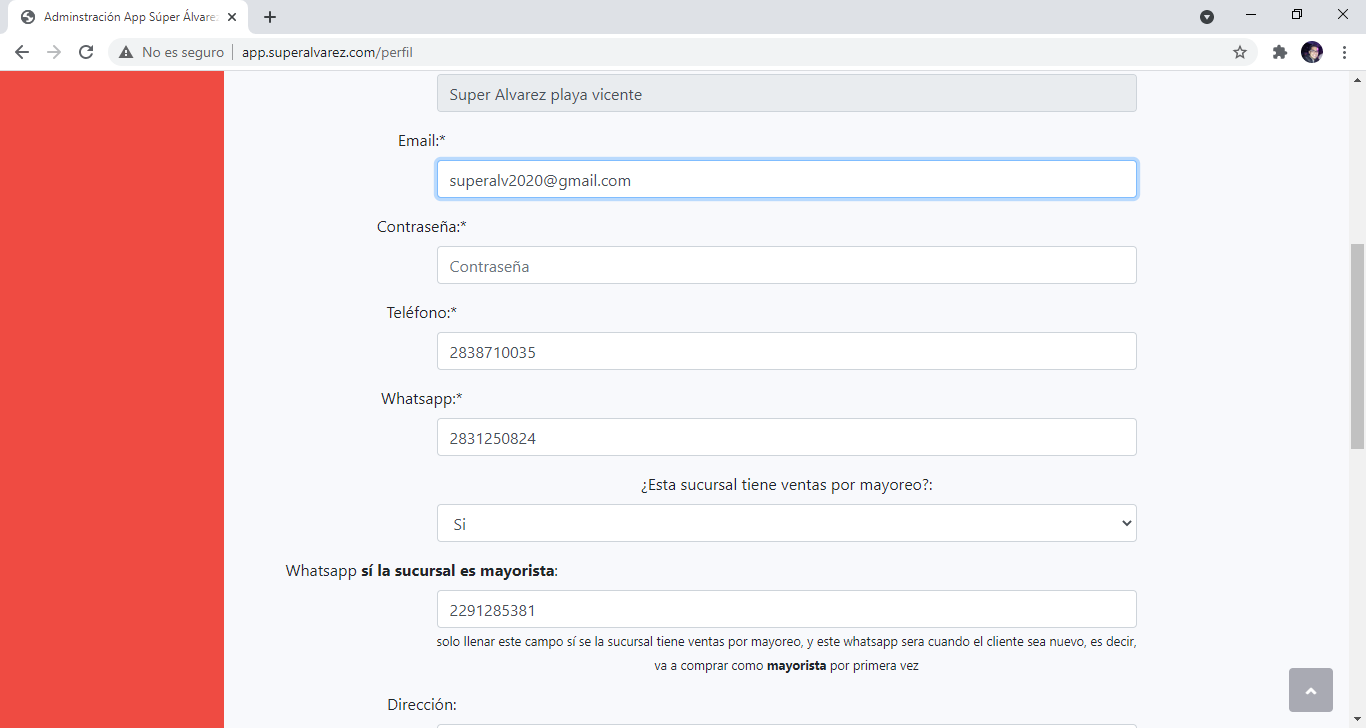 Adminstración App Súper Álvare
No es seguro
app.superalvarez.com/perfil
Super Alvarez playa vicente
Email:*
superalv2020@gmail.com
Contraseña:*
Contraseña
Teléfono:*
2838710035
Whatsapp:*
2831250824
¿Esta sucursal tiene ventas por mayoreo?:
Si
Whatsapp sí la sucursal es mayorista:
2291285381
solo llenar este campo sí se la sucursal tiene ventas por mayoreo, y este whatsapp sera cuando el cliente sea nuevo, es decir,
va a comprar como mayorista por primera vez
Dirección: